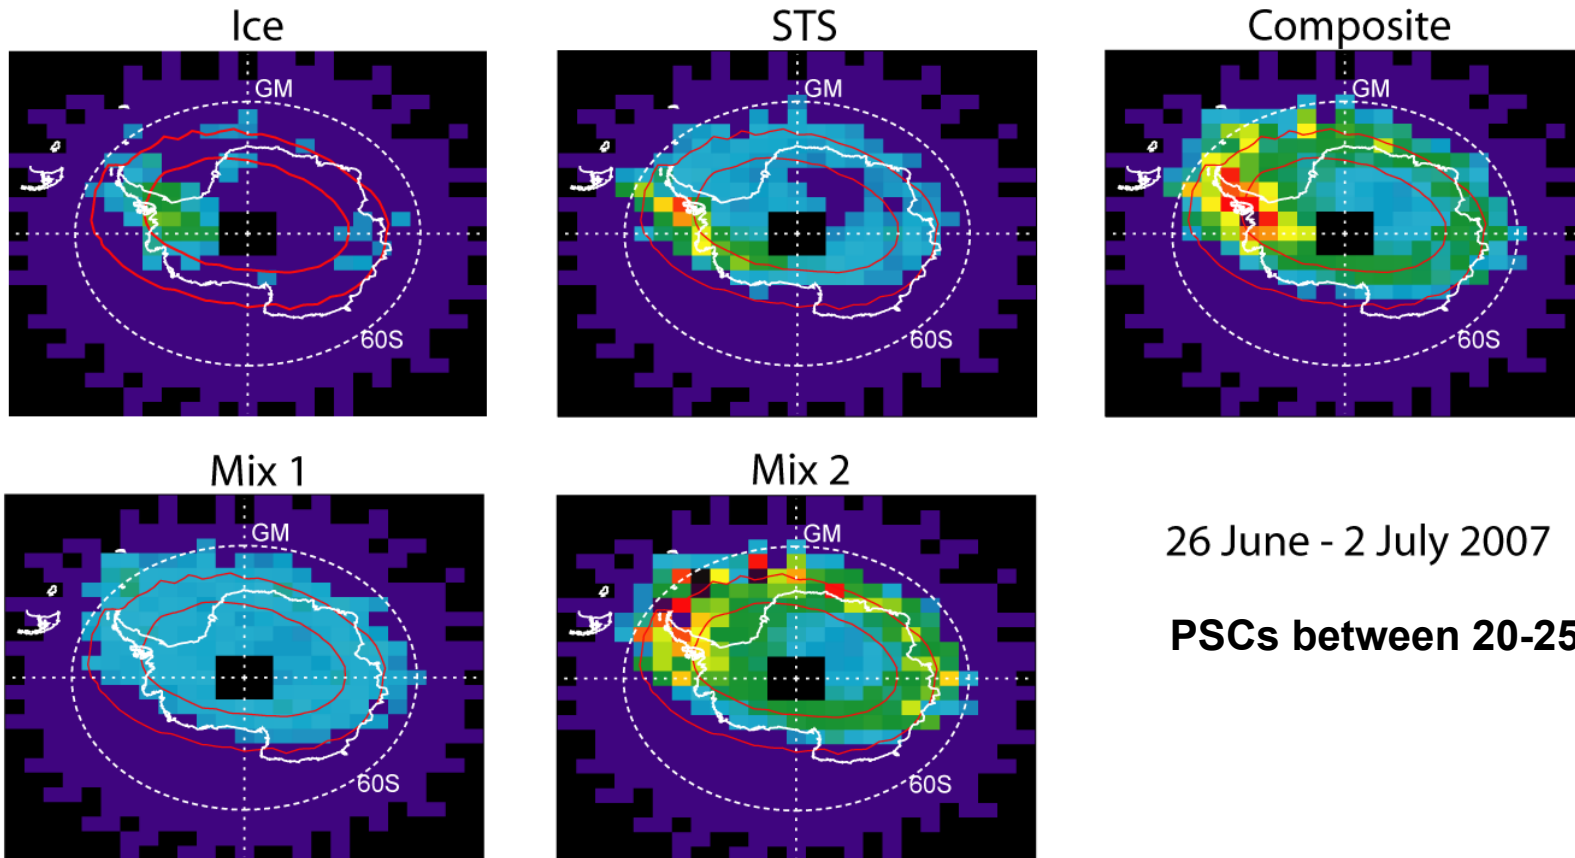 Ice
STS
Composite
GM
GM
GM
60S
60S
60S
Mix 1
Mix 2
GM
GM
26 June - 2 July 2007
PSCs between 20-25
60S
60S